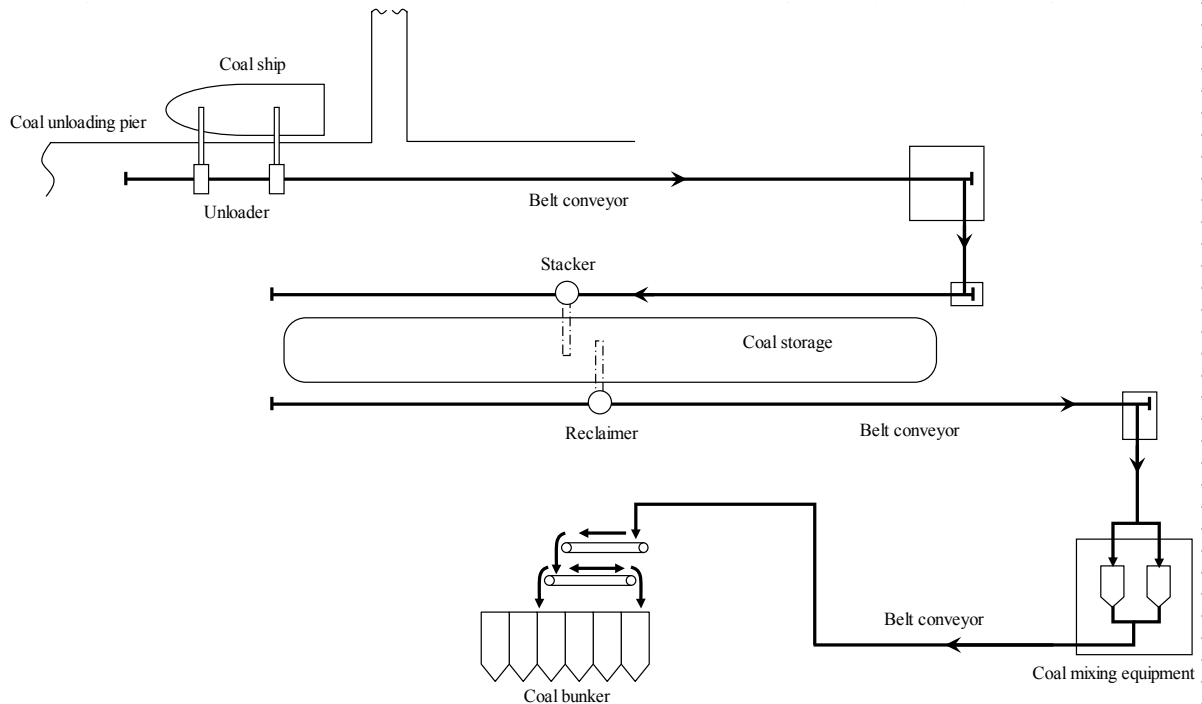 Coal ship
Coal unloading pier
Unloader
Belt conveyor
Stacker
Coal storage
Reclaimer
Belt conveyor
Belt conveyor
Coal mixing equipment
Coal bunker